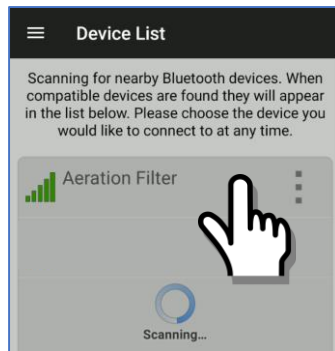 Device List
Scanning for nearby Bluetooth devices. When
compatible devices are found they will appear
in the list below. Please choose the device you
would like to connect to at any time.
Aeration Filter
Scanning...